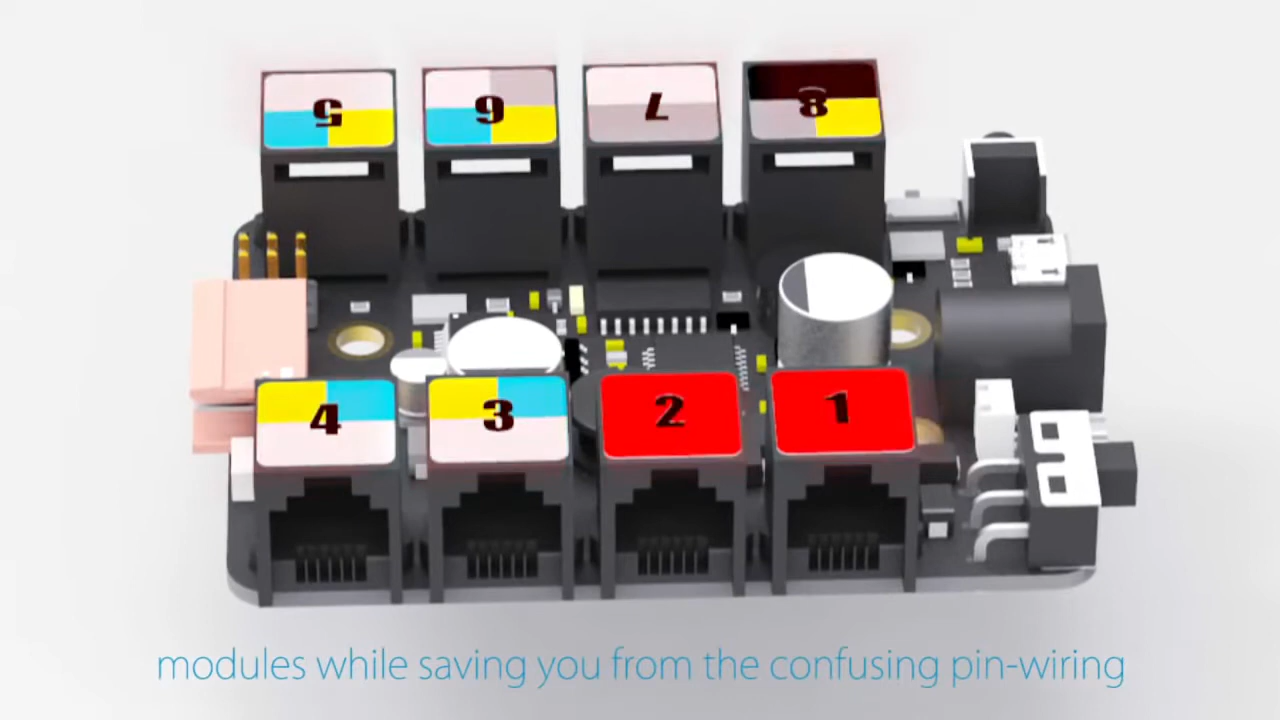 5 6 7 8
4 3 2 1
modules while saving you from the confusing pin-wiring